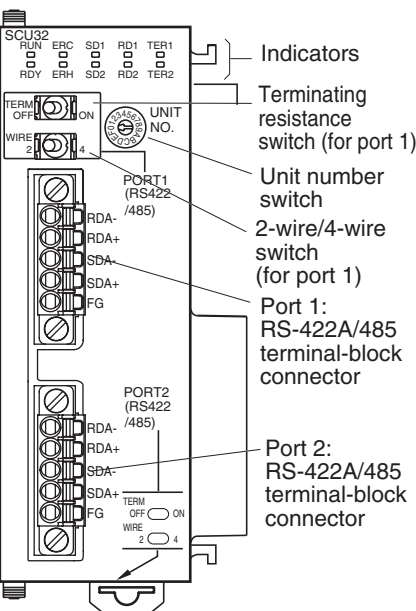 SCU32
RUN ERC SD1 RD1 TER1
RDY ERH SD2 RD2 TER2
Indicators
TERM
OFF ON
WIRE
2 4
0123456789ABCDEF
UNIT
NO.
Terminating
resistance
switch (for port 1)
Unit number
switch
2-wire/4-wire
switch
(for port 1)
PORT1
(RS422
/485)
RDA-
RDA+
SDA-
SDA+
FG
Port 1:
RS-422A/485
terminal-block
connector
PORT2
(RS422
/485)
RDA-
RDA+
SDA-
SDA+
FG
Port 2:
RS-422A/485
terminal-block
connector
TERM
OFF ON
WIRE
2 4